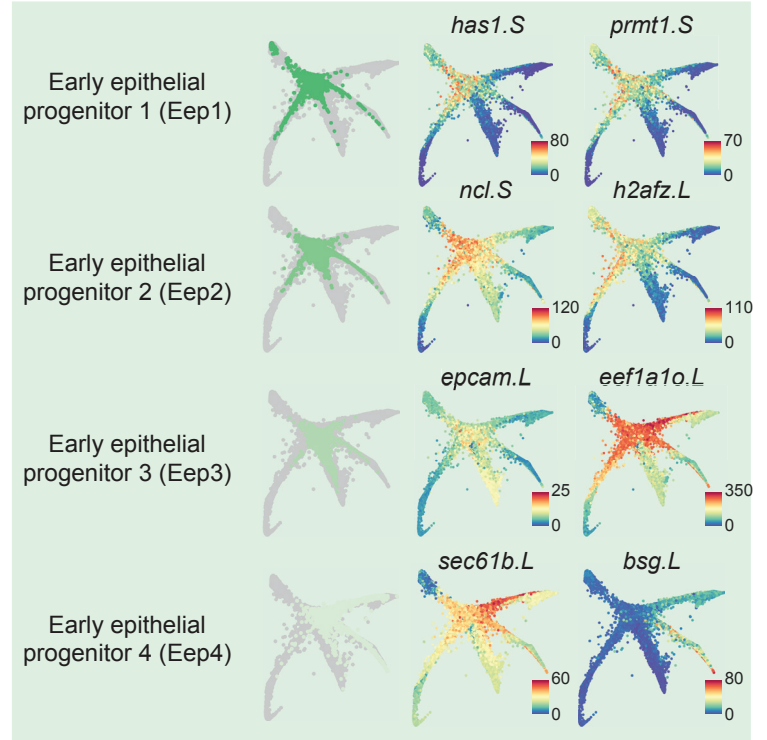 has1.S prmt1.S
Early epithelial
progenitor 1 (Eep1)
80 70
0 0
ncl.S h2afz.L
Early epithelial
progenitor 2 (Eep2)
120 110
0 0
epcam.L eef1a1o.L
Early epithelial
progenitor 3 (Eep3)
25 350
0 0
sec61b.L bsg.L
Early epithelial
progenitor 4 (Eep4)
60 80
0 0